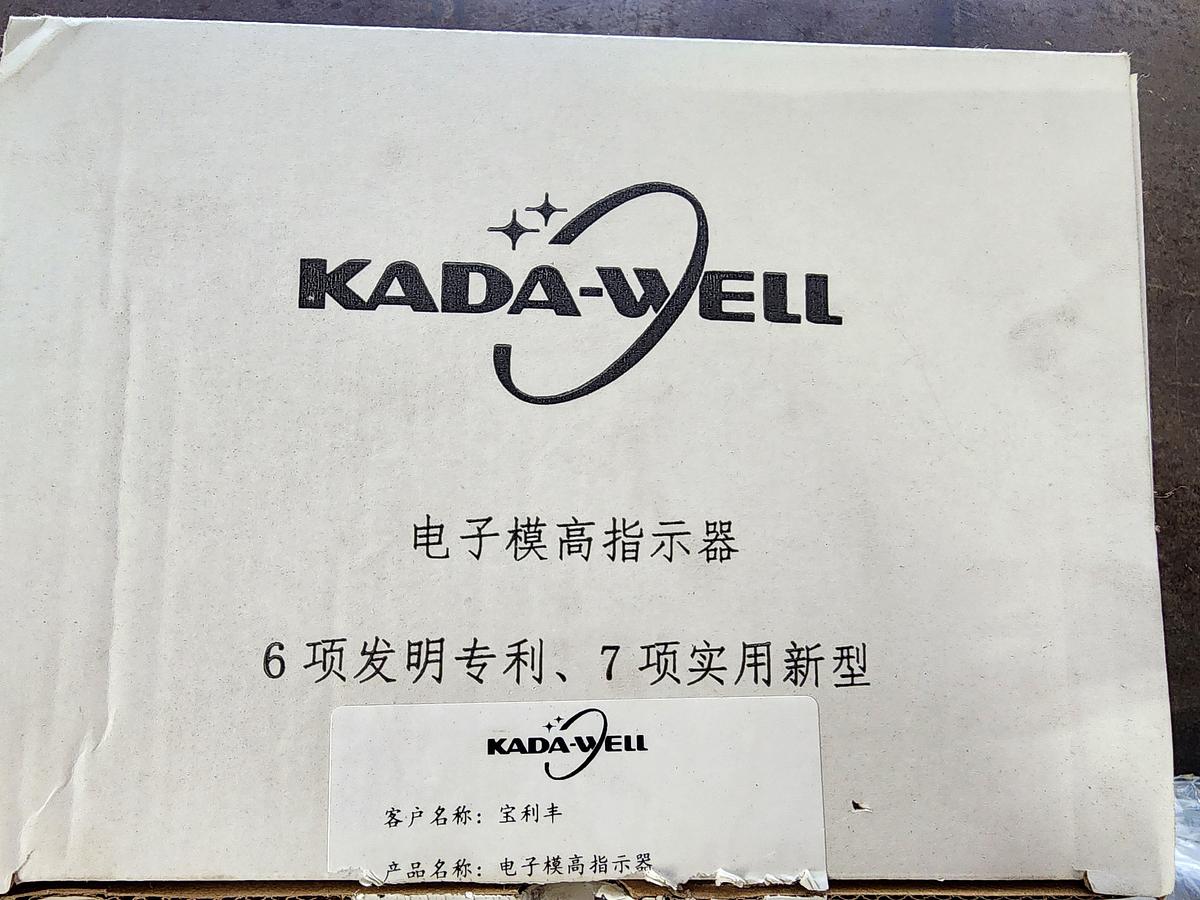 KADA-WELL
电子模高指示器
6项发明专利、7项实用新型
KADA-WELL
客户名称：宝利丰
产品名称：电子模高指示器